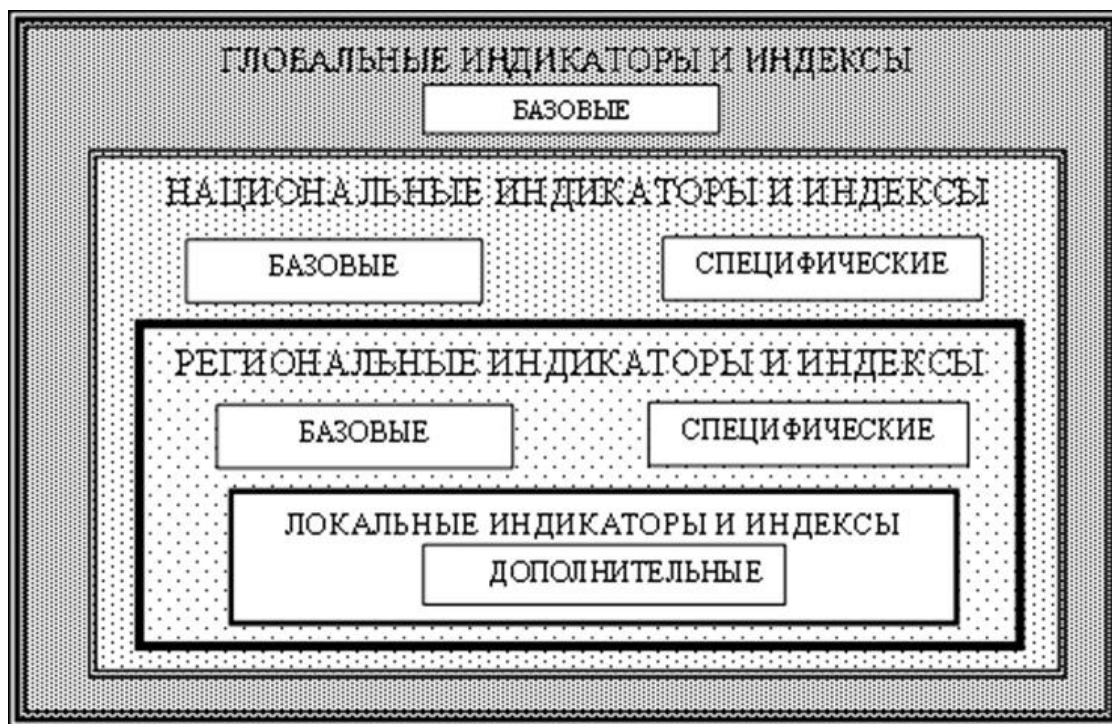 ГЛОБАЛЬНЫЕ ИНДИКАТОРЫ И ИНДЕКСЫ
БАЗОВЫЕ
НАЦИОНАЛЬНЫЕ ИНДИКАТОРЫ И ИНДЕКСЫ
БАЗОВЫЕ
СПЕЦИФИЧЕСКИЕ
РЕГИОНАЛЬНЫЕ ИНДИКАТОРЫ И ИНДЕКСЫ
БАЗОВЫЕ
СПЕЦИФИЧЕСКИЕ
ЛОКАЛЬНЫЕ ИНДИКАТОРЫ И ИНДЕКСЫ
ДОПОЛНИТЕЛЬНЫЕ